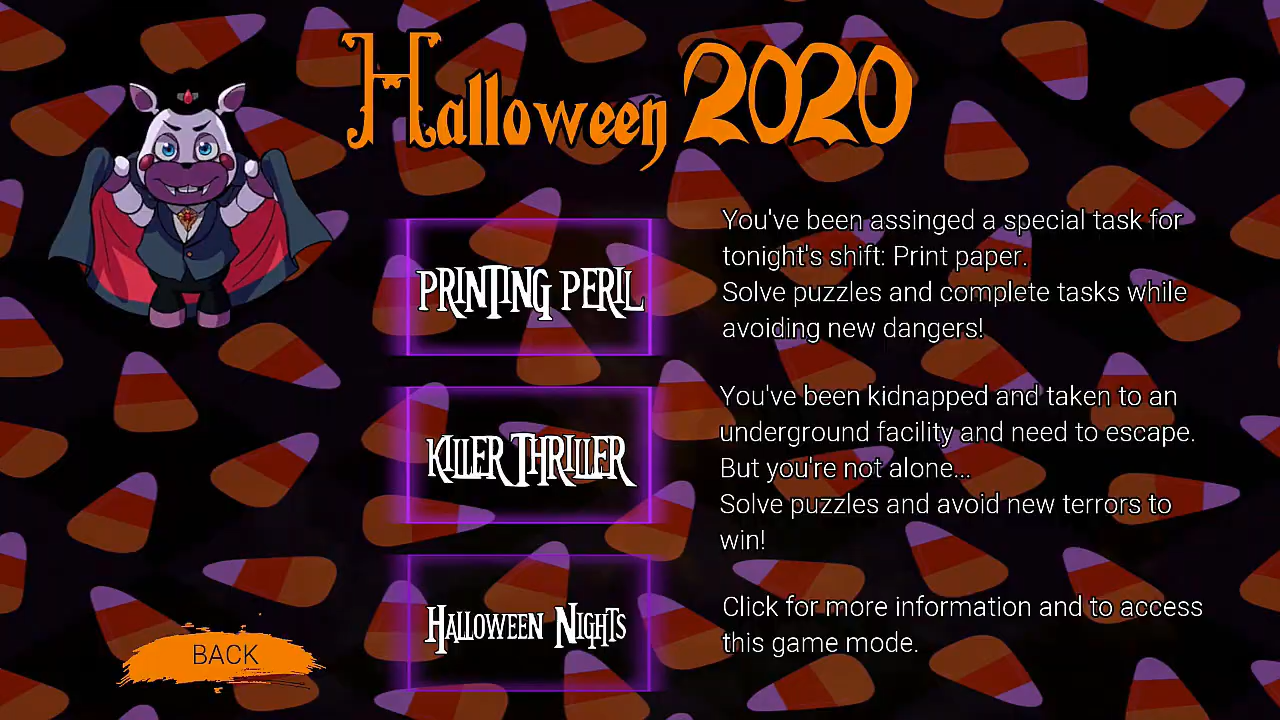 Halloween 2020
PRINTING PERIL
You've been assinged a special task for
tonight's shift: Print paper.
Solve puzzles and complete tasks while
avoiding new dangers!
KILLER THRILLER
You've been kidnapped and taken to an
underground facility and need to escape.
But you're not alone...
Solve puzzles and avoid new terrors to
win!
HALLOWEEN NIGHTS
Click for more information and to access
this game mode.
BACK